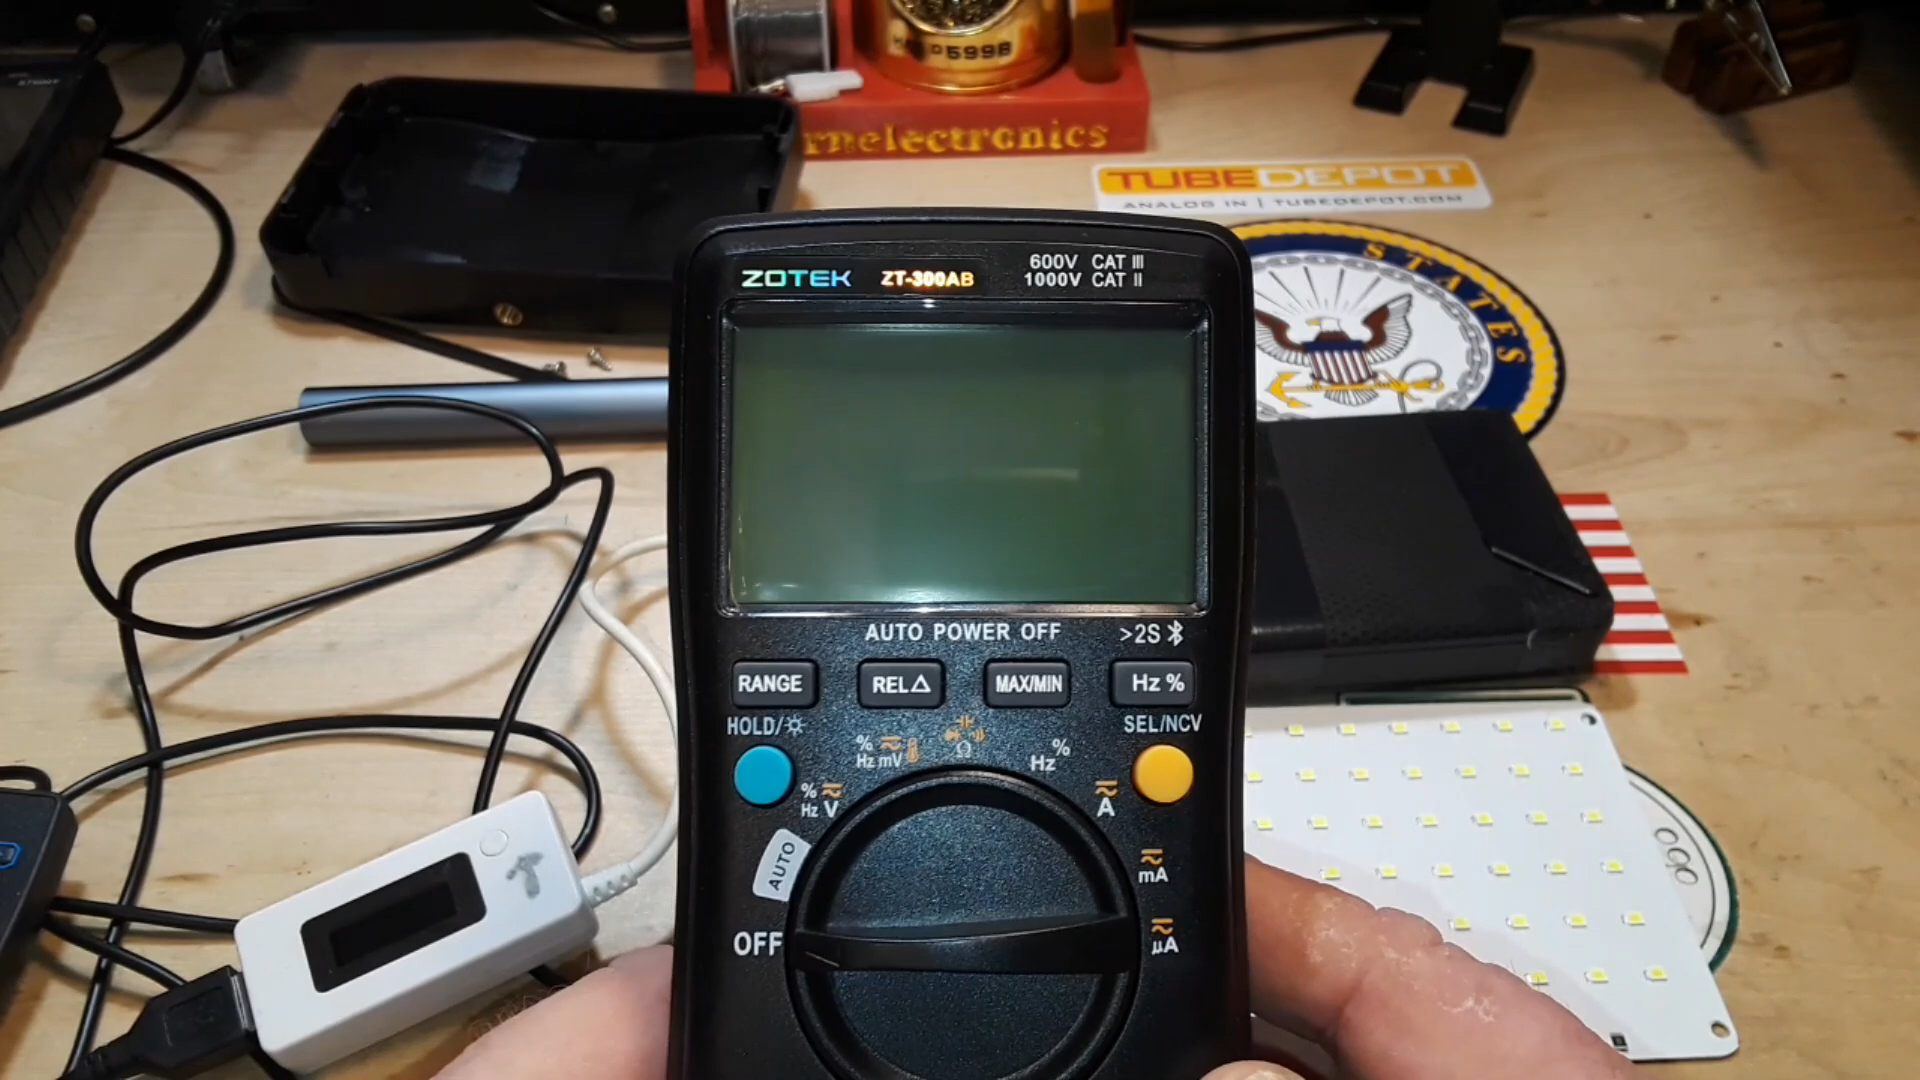 599B
rnelectronics
TUBEDEPOT
ANALOG IN | TUBEDEPOT.COM
STATES
ZOTEK ZT-300AB
600V CAT III
1000V CAT II
AUTO POWER OFF
>2S
RANGE
REL△
MAX/MIN
Hz %
HOLD/
SEL/NCV
% Hz mV
Ω
Hz %
% Hz V
A
AUTO
mA
OFF
µA